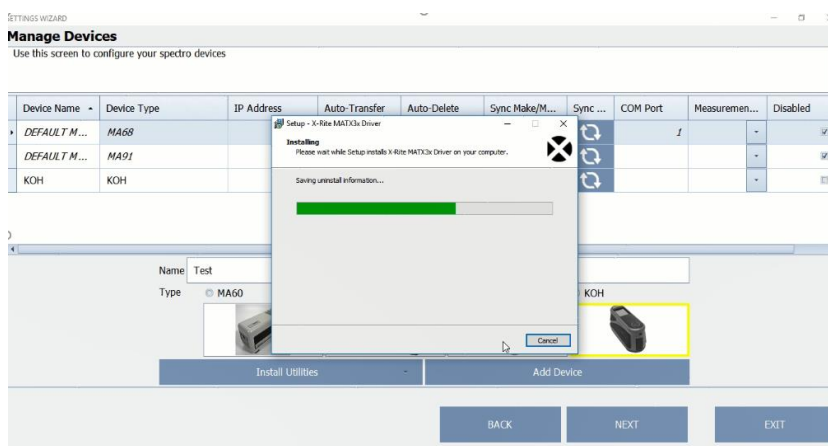 SETTINGS WIZARD
Manage Devices
Use this screen to configure your spectro devices
Device Name Device Type IP Address Auto-Transfer Auto-Delete Sync Make/M... Sync ... COM Port Measuremen... Disabled
DEFAULT M... MA68 1
DEFAULT M... MA91
KOH KOH
Setup - X-Rite MATX3x Driver
Installing
Please wait while Setup installs X-Rite MATX3x Driver on your computer.
Saving uninstall information...
Cancel
Name Test
Type MA60 KOH
Install Utilities Add Device
BACK NEXT EXIT